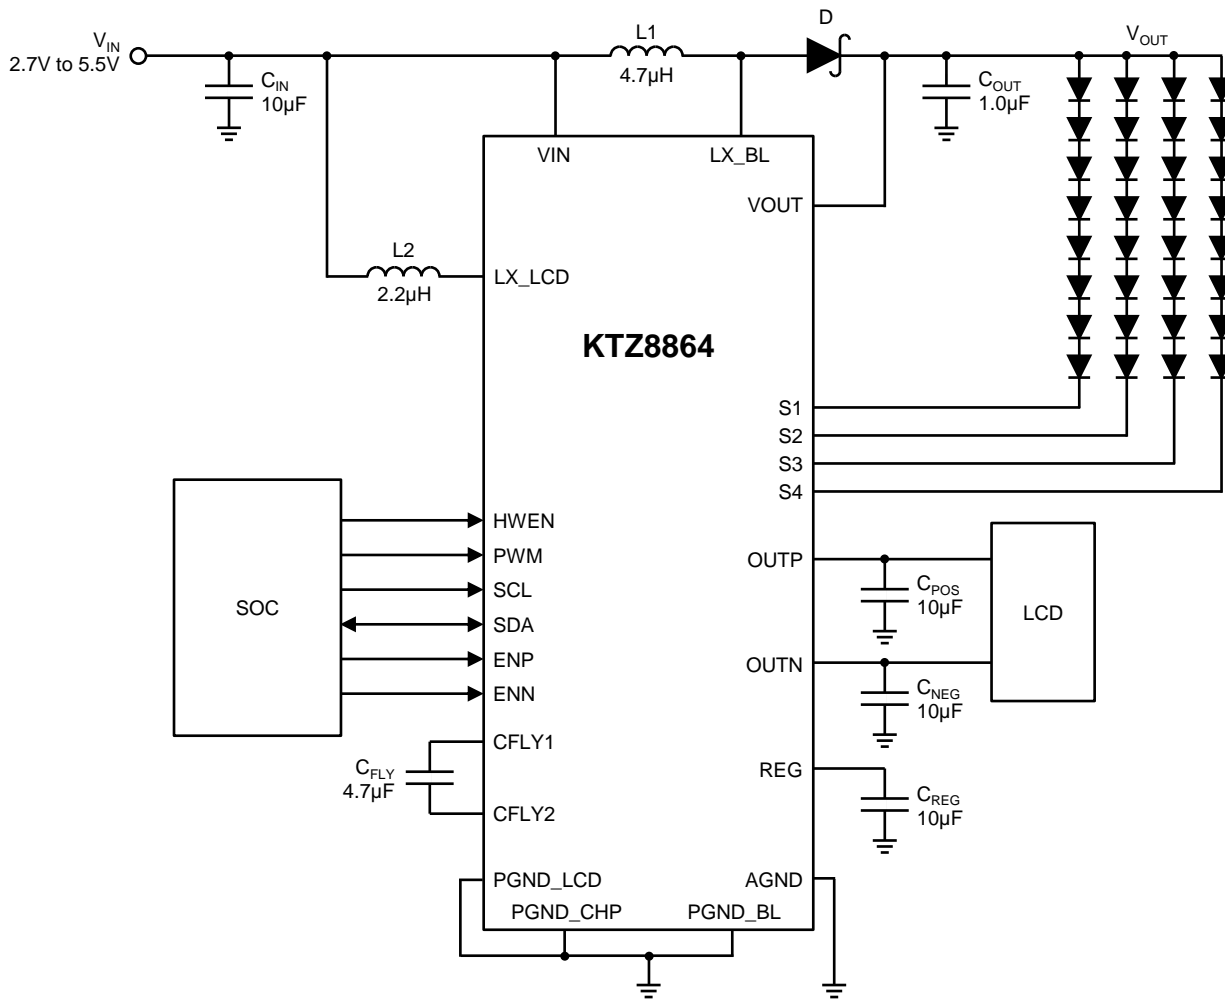 V_IN
2.7V to 5.5V
C_IN
10µF
L1
4.7µH
D
V_OUT
C_OUT
1.0µF
VIN
LX_BL
VOUT
L2
2.2µH
LX_LCD
KTZ8864
S1
S2
S3
S4
SOC
HWEN
PWM
SCL
SDA
ENP
ENN
OUTP
C_POS
10µF
LCD
OUTN
C_NEG
10µF
CFLY1
C_FLY
4.7µF
CFLY2
REG
C_REG
10µF
PGND_LCD
AGND
PGND_CHP
PGND_BL